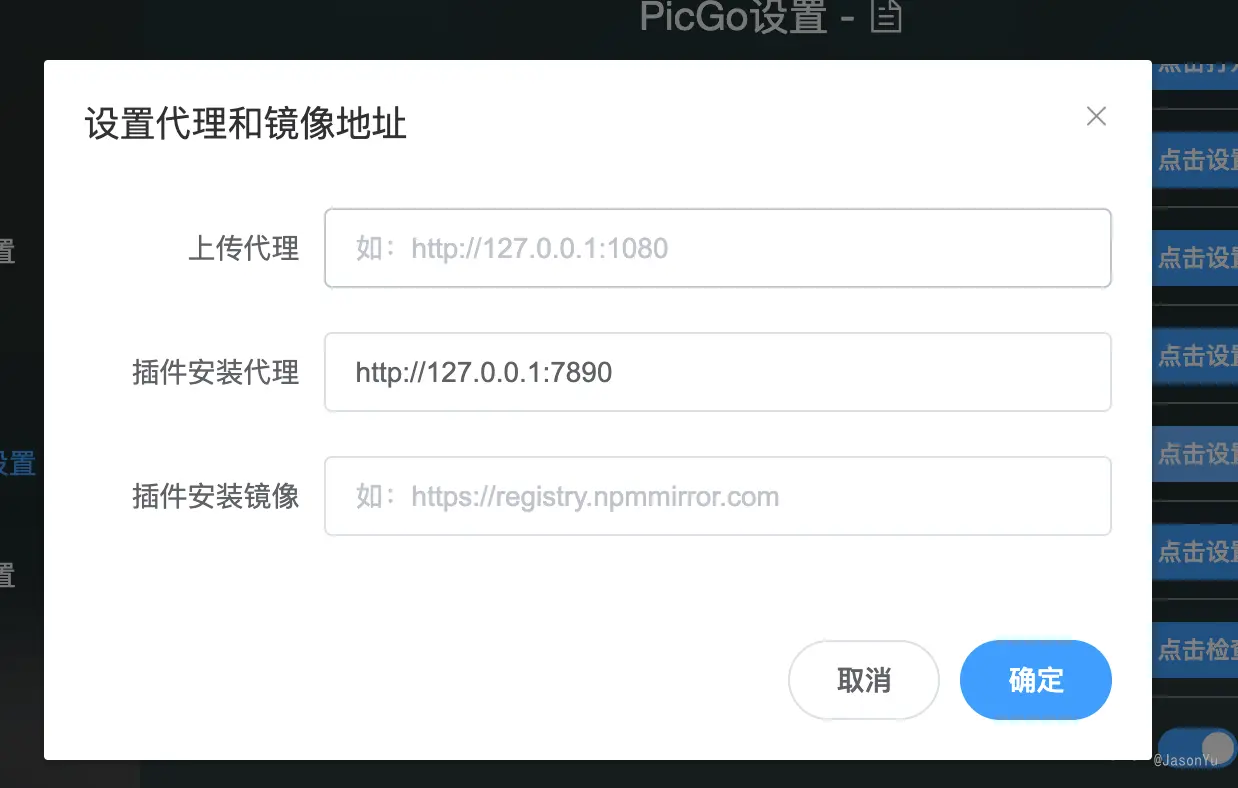 PicGo设置 -
设置代理和镜像地址
上传代理
如：http://127.0.0.1:1080
插件安装代理
http://127.0.0.1:7890
插件安装镜像
如：https://registry.npmmirror.com
取消
确定
点击打开
点击设置
点击设置
点击设置
点击设置
点击设置
点击检查
置
设置
置
@JasonYu